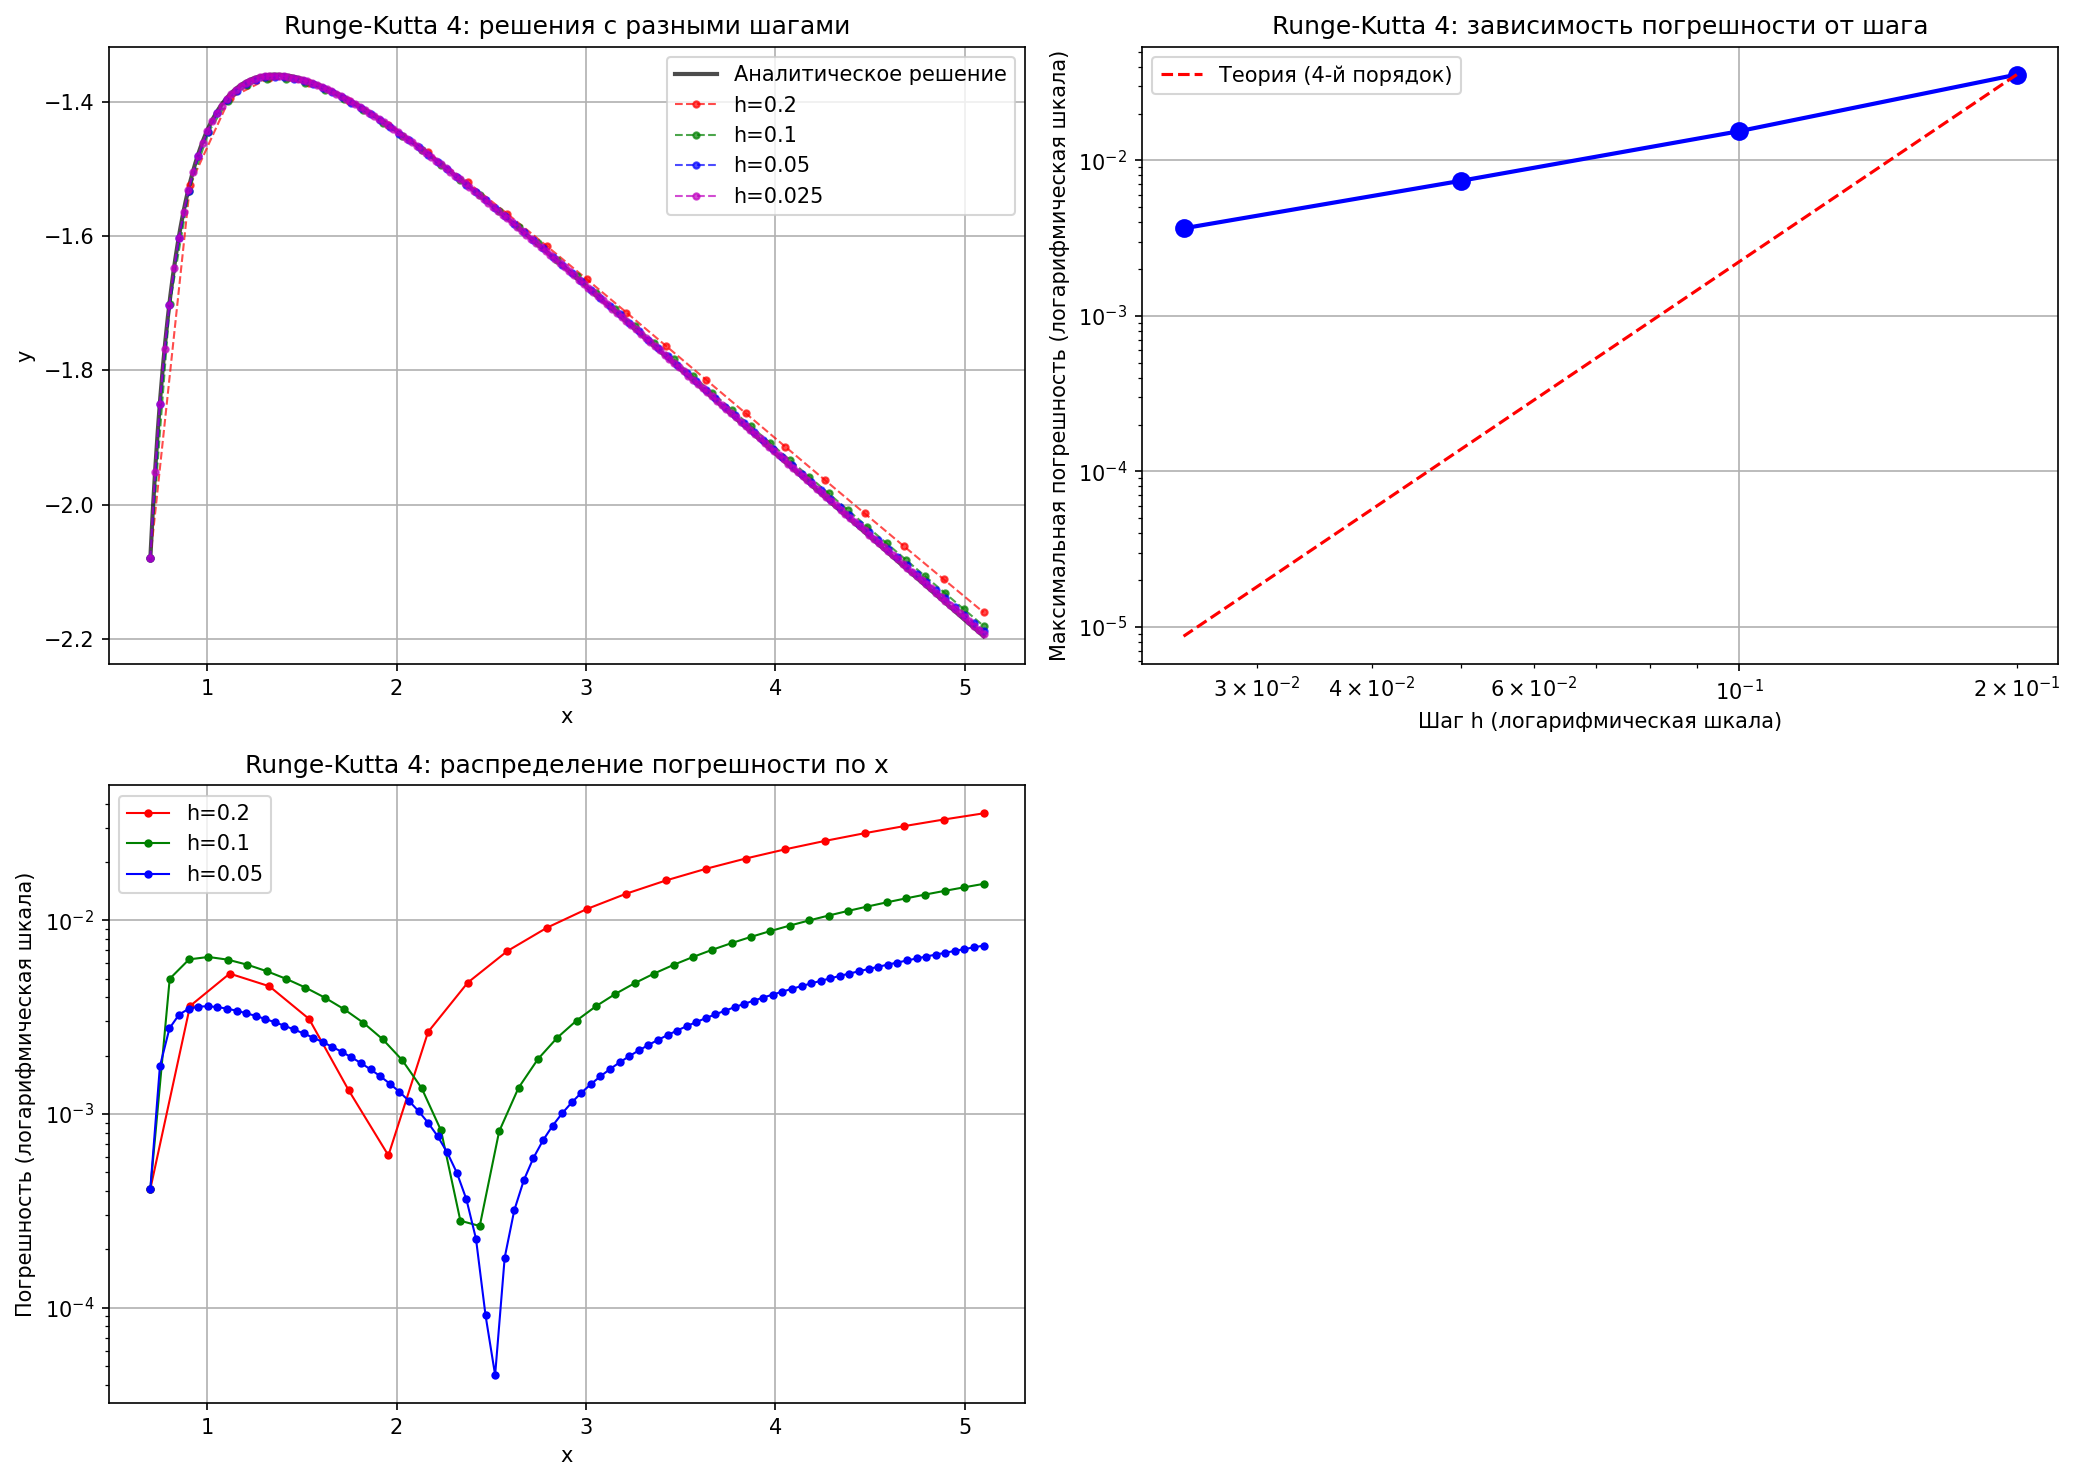 Runge-Kutta 4: решения с разными шагами
Аналитическое решение
h=0.2
h=0.1
h=0.05
h=0.025
−1.4
−1.6
−1.8
−2.0
−2.2
y
1 2 3 4 5
x
Runge-Kutta 4: зависимость погрешности от шага
Теория (4-й порядок)
Максимальная погрешность (логарифмическая шкала)
10⁻²
10⁻³
10⁻⁴
10⁻⁵
3 × 10⁻² 4 × 10⁻² 6 × 10⁻² 10⁻¹ 2 × 10⁻¹
Шаг h (логарифмическая шкала)
Runge-Kutta 4: распределение погрешности по x
h=0.2
h=0.1
h=0.05
Погрешность (логарифмическая шкала)
10⁻²
10⁻³
10⁻⁴
1 2 3 4 5
x